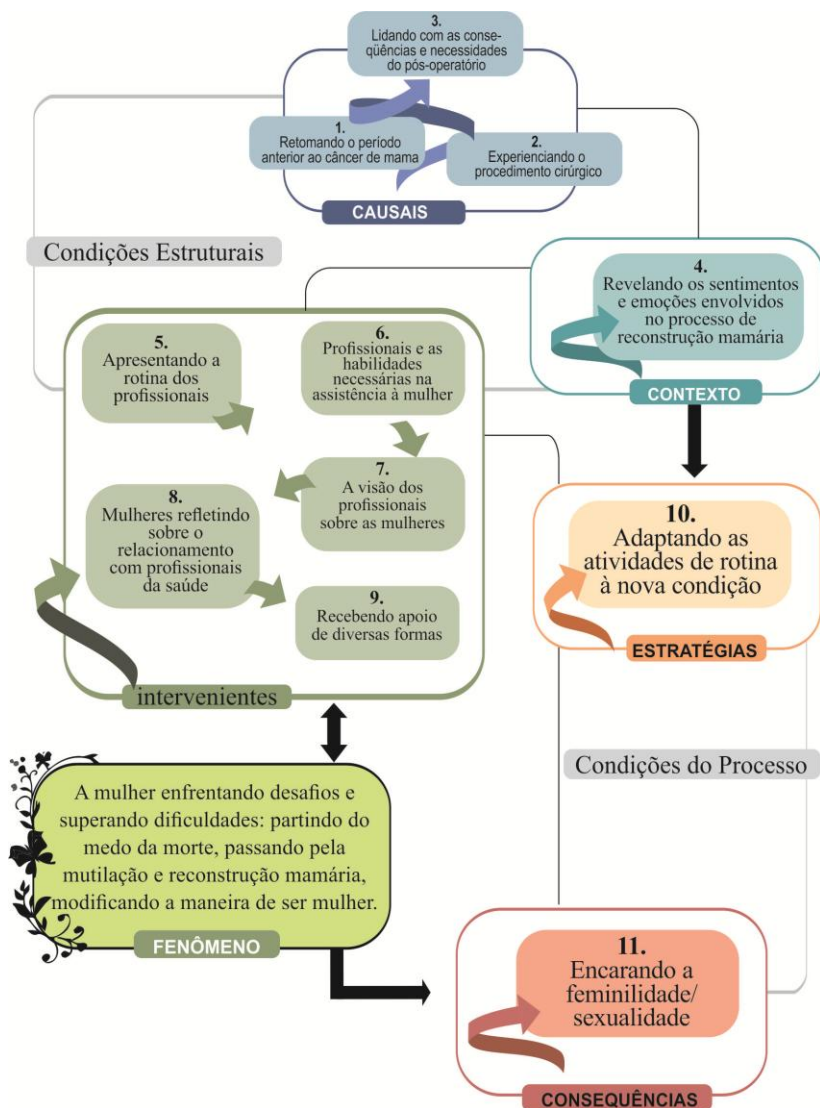 3.
Lidando com as conse-
qüências e necessidades
do pós-operatório
1.
Retomando o período
anterior ao câncer de mama
2.
Experienciando o
procedimento cirúrgico
CAUSAIS
Condições Estruturais
4.
Revelando os sentimentos
e emoções envolvidos
no processo de
reconstrução mamária
CONTEXTO
5.
Apresentando a
rotina dos
profissionais
6.
Profissionais e as
habilidades
necessárias na
assistência à mulher
7.
A visão dos
profissionais
sobre as mulheres
8.
Mulheres refletindo
sobre o
relacionamento
com profissionais
da saúde
9.
Recebendo apoio
de diversas formas
intervenientes
10.
Adaptando as
atividades de rotina
à nova condição
ESTRATÉGIAS
Condições do Processo
A mulher enfrentando desafios e
superando dificuldades: partindo do
medo da morte, passando pela
mutilação e reconstrução mamária,
modificando a maneira de ser mulher.
FENÔMENO
11.
Encarando a
feminilidade/
sexualidade
CONSEQUÊNCIAS